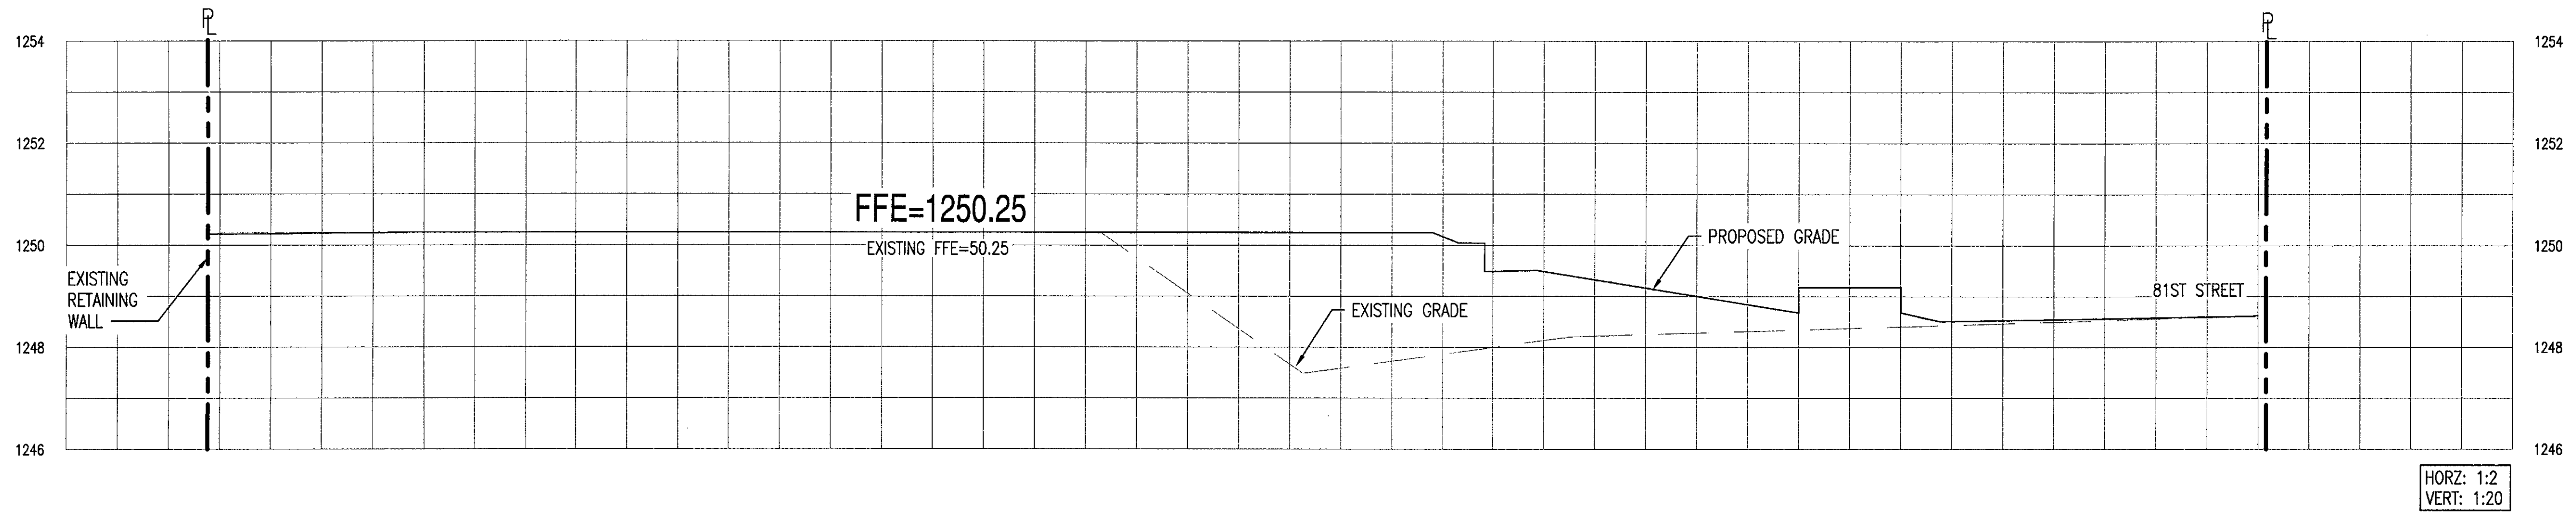 PL
PL
1254
1254
1252
1252
FFE=1250.25
1250
EXISTING FFE=50.25
PROPOSED GRADE
1250
EXISTING
RETAINING
WALL
EXISTING GRADE
81ST STREET
1248
1248
1246
1246
HORZ: 1:2
VERT: 1:20